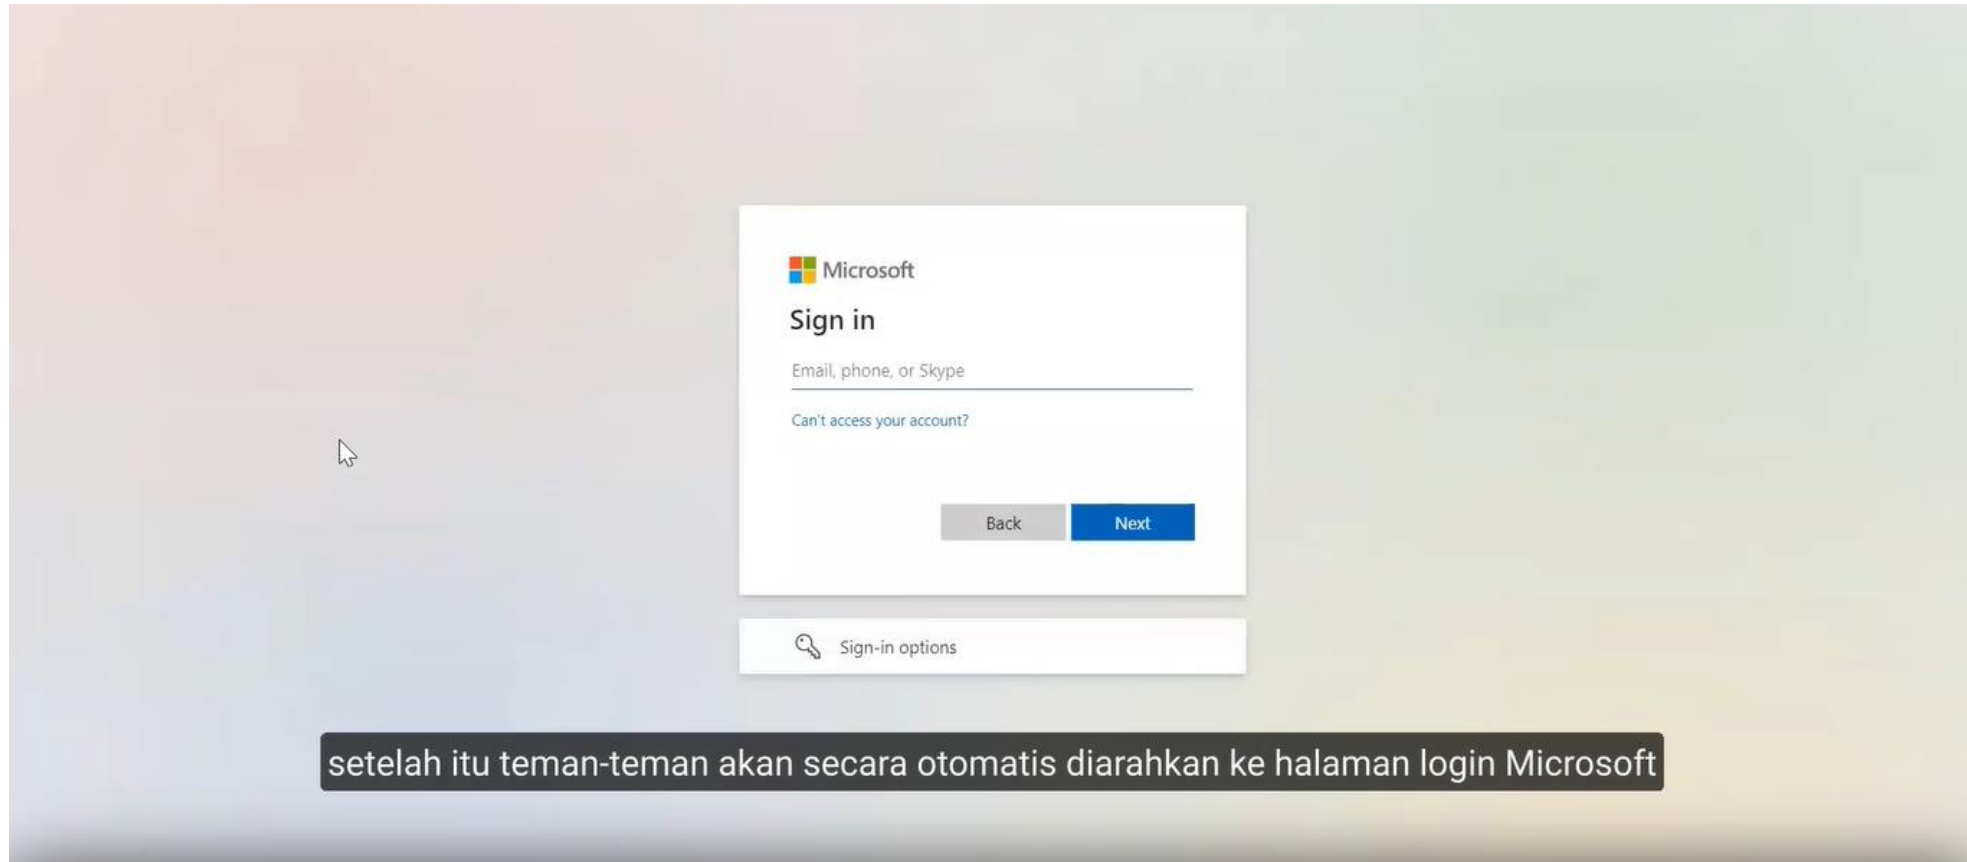 Microsoft
Sign in
Email, phone, or Skype
Can't access your account?
Back
Next
Sign-in options
setelah itu teman-teman akan secara otomatis diarahkan ke halaman login Microsoft